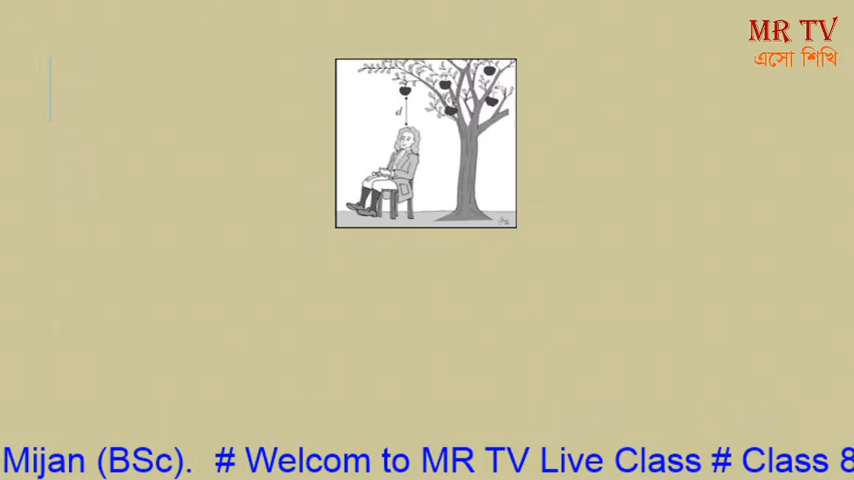 MR TV
এসো শিখি
d
Mijan (BSc). # Welcom to MR TV Live Class # Class 8